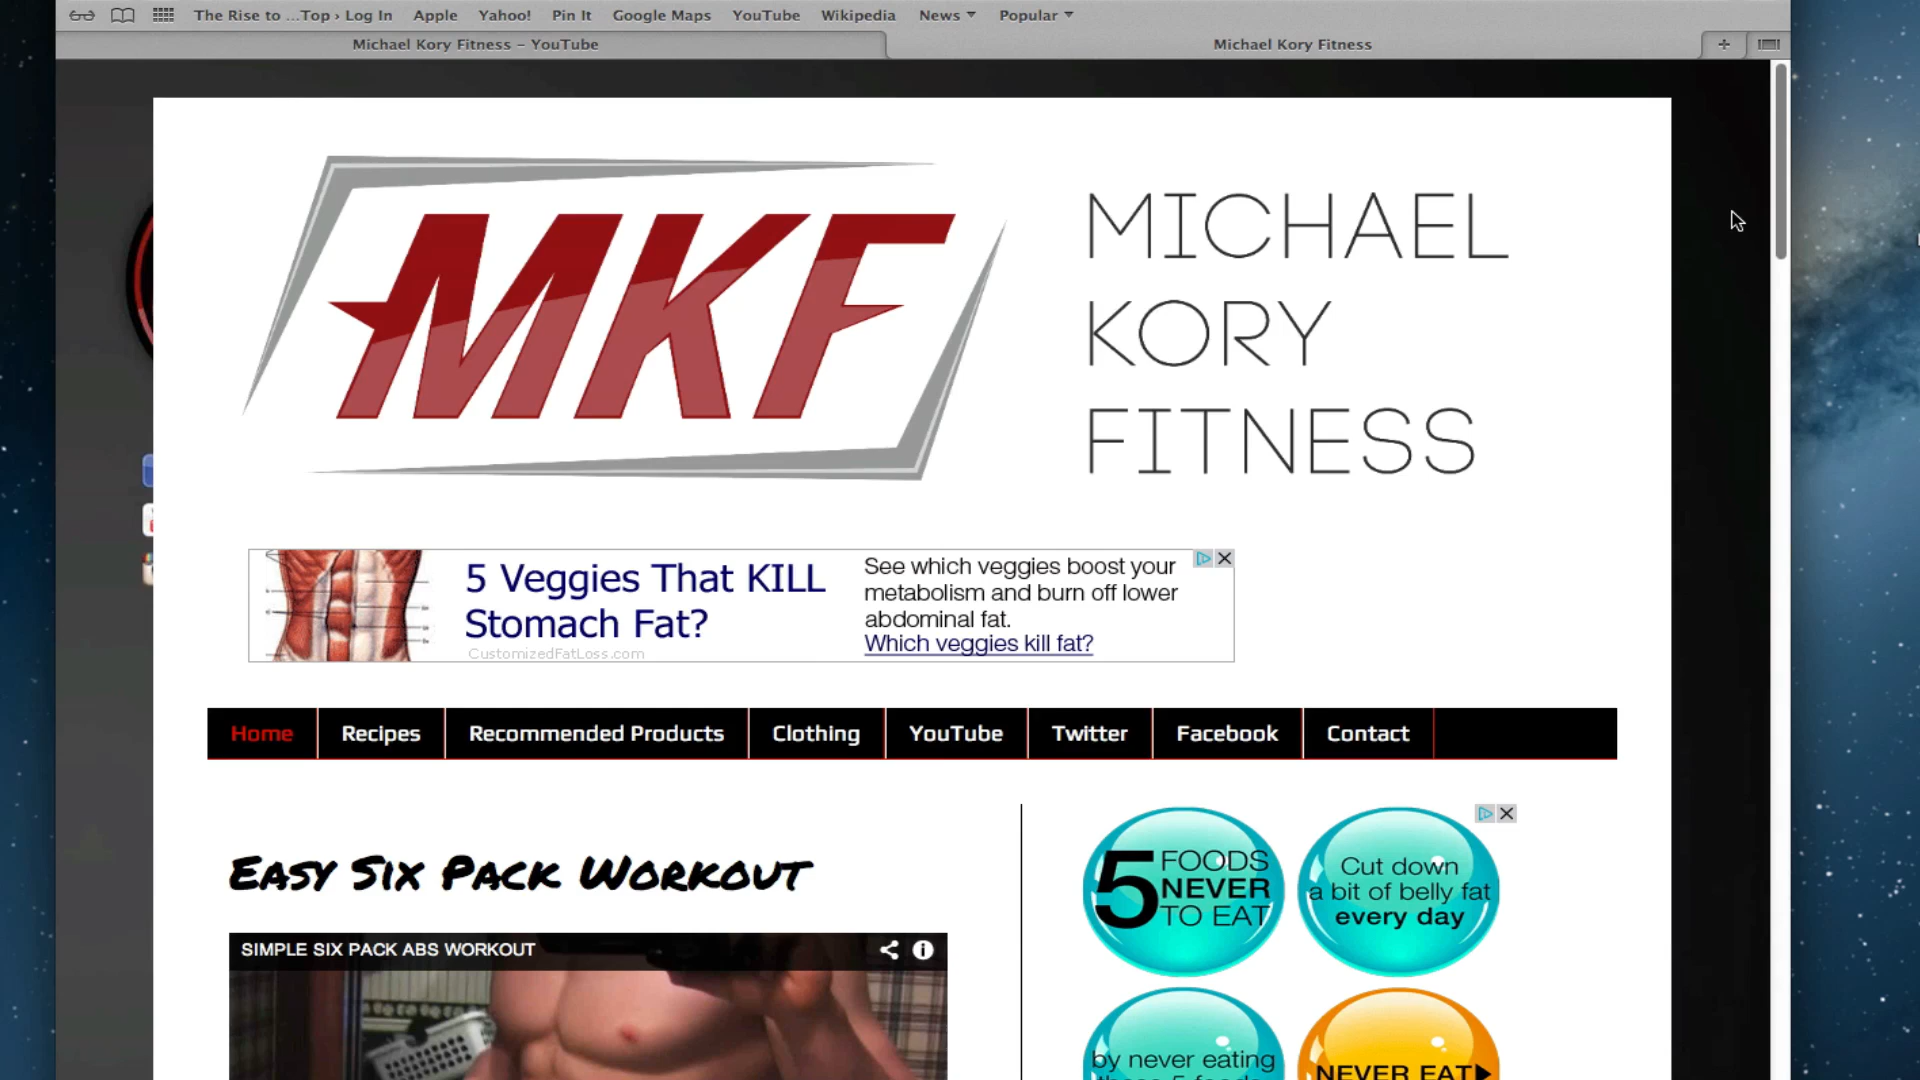 The Rise to ...Top › Log In Apple Yahoo! Pin It Google Maps YouTube Wikipedia News Popular
Michael Kory Fitness – YouTube
Michael Kory Fitness
MKF
MICHAEL
KORY
FITNESS
5 Veggies That KILL
Stomach Fat?
CustomizedFatLoss.com
See which veggies boost your
metabolism and burn off lower
abdominal fat.
Which veggies kill fat?
Home Recipes Recommended Products Clothing YouTube Twitter Facebook Contact
Easy Six Pack Workout
SIMPLE SIX PACK ABS WORKOUT
5 FOODS
NEVER
TO EAT
Cut down
a bit of belly fat
every day
by never eating
these 5 foods
NEVER EAT